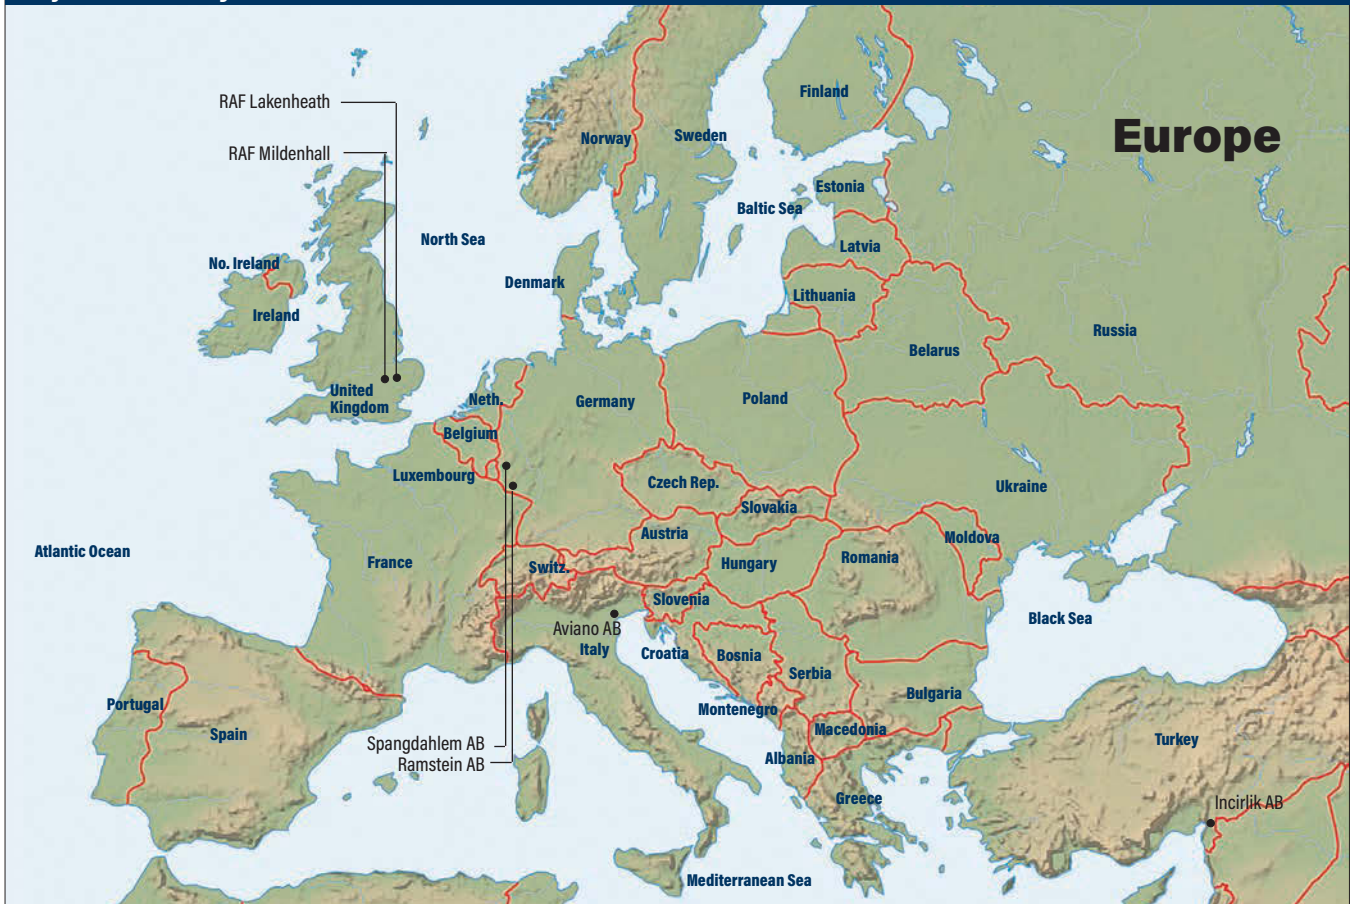 Europe
Finland
RAF Lakenheath
Norway
Sweden
RAF Mildenhall
Estonia
Baltic Sea
North Sea
Latvia
No. Ireland
Denmark
Lithuania
Ireland
Russia
Belarus
United
Kingdom
Neth.
Germany
Poland
Belgium
Luxembourg
Czech Rep.
Ukraine
Slovakia
Austria
Moldova
Atlantic Ocean
France
Switz.
Hungary
Romania
Slovenia
Black Sea
Aviano AB
Italy
Croatia
Bosnia
Serbia
Bulgaria
Portugal
Montenegro
Spain
Macedonia
Spangdahlem AB
Ramstein AB
Albania
Turkey
Greece
Incirlik AB
Mediterranean Sea